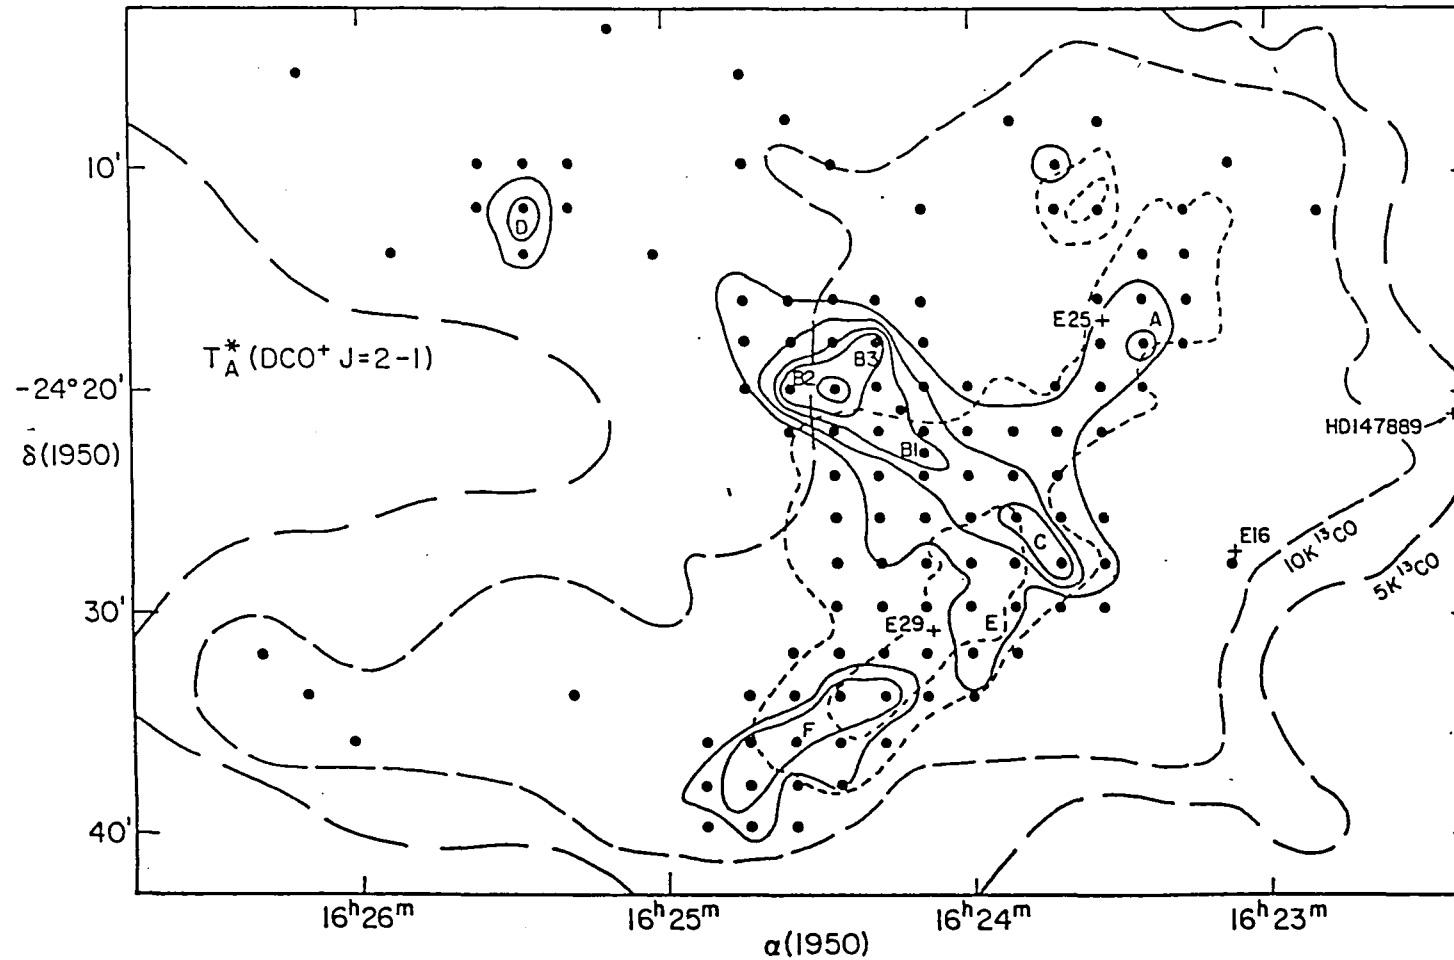 10'
D
T*A (DCO⁺ J=2-1)
E25
A
B3
B2
-24°20'
HD147889
δ(1950)
B1
C
E16
10K ¹³CO
5K ¹³CO
30'
E29
E
F
40'
16ʰ26ᵐ
16ʰ25ᵐ
16ʰ24ᵐ
16ʰ23ᵐ
α(1950)